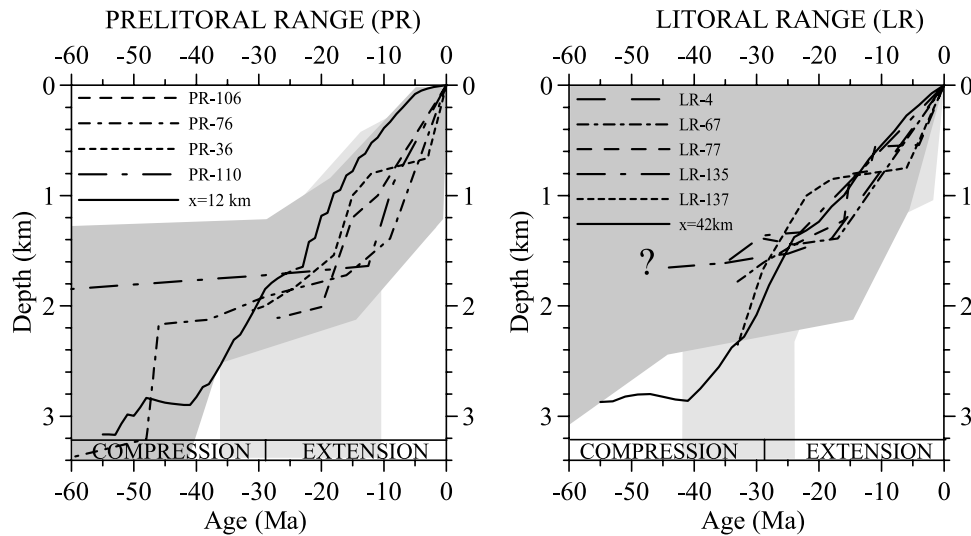 PRELITORAL RANGE (PR)
-60 -50 -40 -30 -20 -10 0
PR-106
PR-76
PR-36
PR-110
x=12 km
0
1
2
3
0
1
2
3
Depth (km)
COMPRESSION EXTENSION
-60 -50 -40 -30 -20 -10 0
Age (Ma)
LITORAL RANGE (LR)
-60 -50 -40 -30 -20 -10 0
LR-4
LR-67
LR-77
LR-135
LR-137
x=42km
?
0
1
2
3
0
1
2
3
Depth (km)
COMPRESSION EXTENSION
-60 -50 -40 -30 -20 -10 0
Age (Ma)